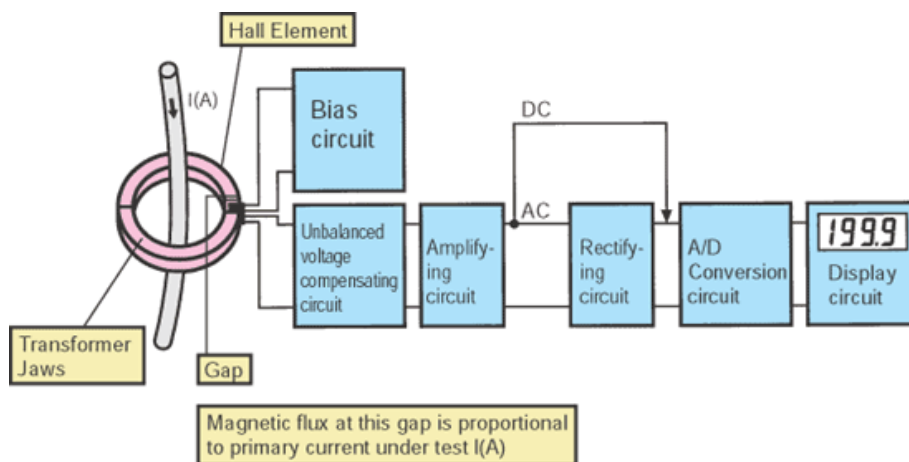 Hall Element
I(A)
Bias
circuit
DC
AC
Unbalanced
voltage
compensating
circuit
Amplify-
ing
circuit
Rectify-
ing
circuit
A/D
Conversion
circuit
199.9
Display
circuit
Transformer
Jaws
Gap
Magnetic flux at this gap is proportional
to primary current under test I(A)